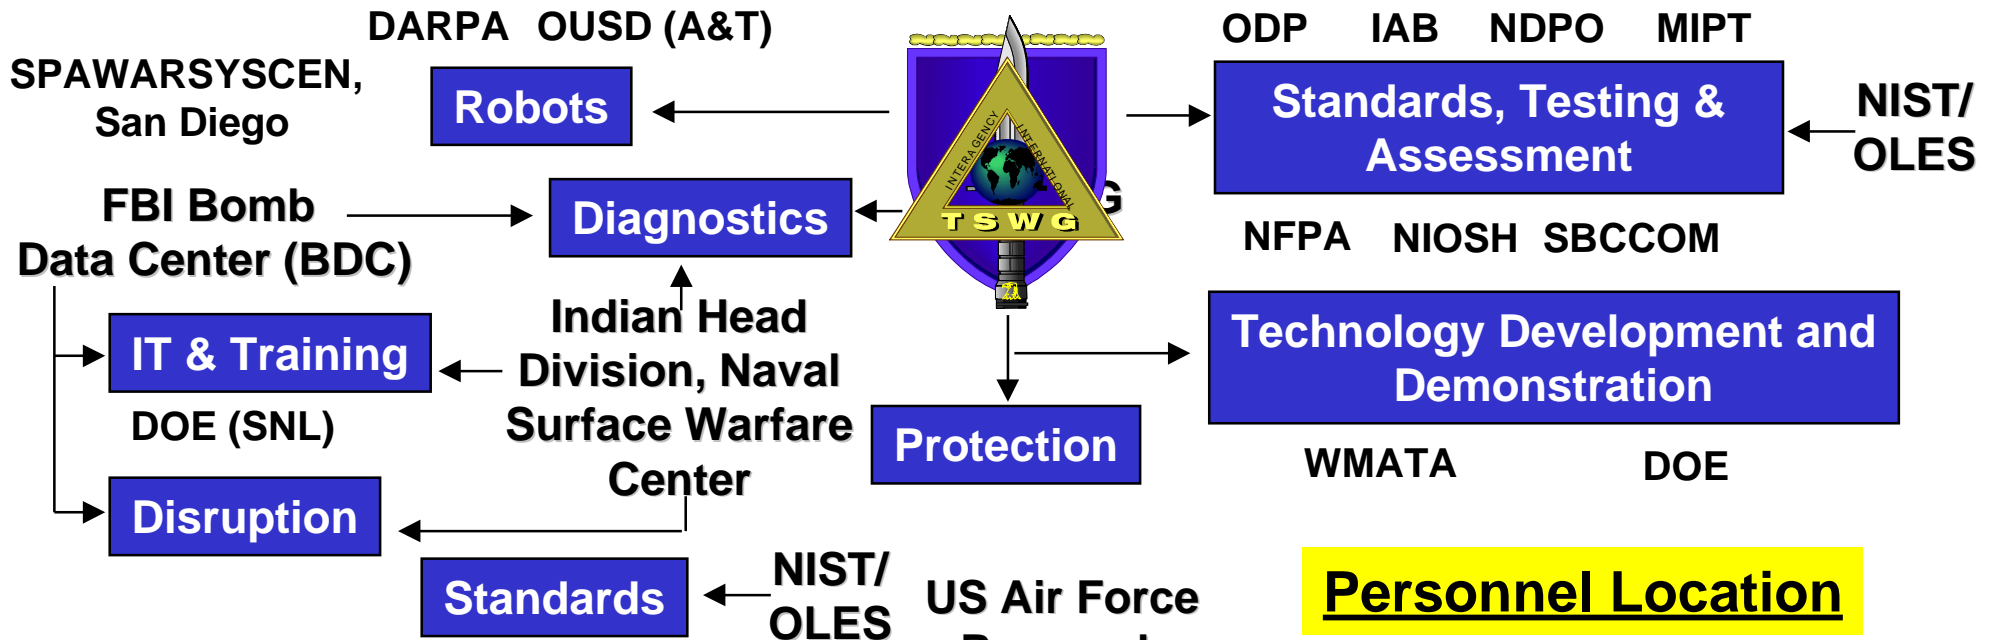 DARPA OUSD (A&T)
SPAWARSYSCEN,
San Diego
Robots
FBI Bomb
Data Center (BDC)
Diagnostics
IT & Training
DOE (SNL)
Indian Head
Division, Naval
Surface Warfare
Center
Disruption
Standards
NIST/
OLES
INTERAGENCY
INTERNATIONAL
TSWG
G
Protection
US Air Force
ODP IAB NDPO MIPT
Standards, Testing &
Assessment
NIST/
OLES
NFPA NIOSH SBCCOM
Technology Development and
Demonstration
WMATA DOE
Personnel Location